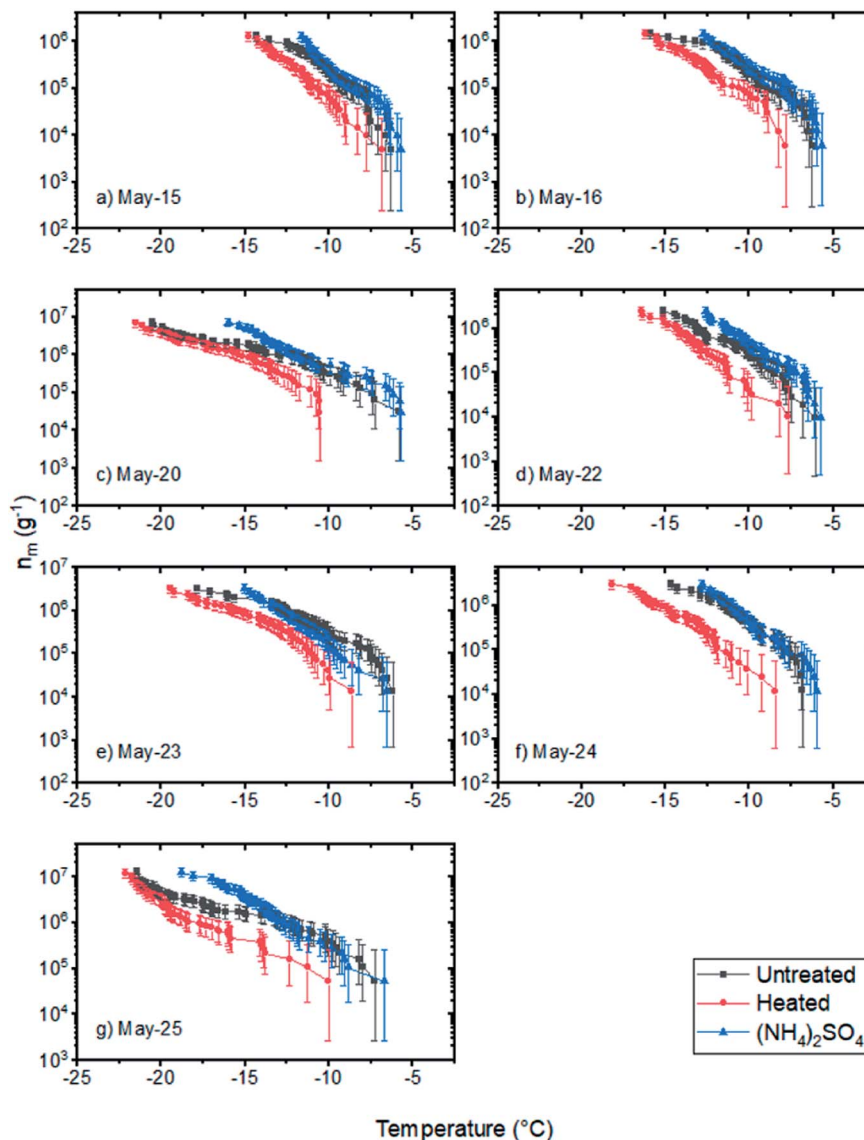 10⁶ 10⁶
10⁵ 10⁵
10⁴ 10⁴
10³ 10³
a) May-15 b) May-16
10² 10²
-25 -20 -15 -10 -5 -25 -20 -15 -10 -5
10⁷
10⁶ 10⁶
10⁵ 10⁵
10⁴ 10⁴
10³ 10³
c) May-20 d) May-22
10² 10²
-25 -20 -15 -10 -5 -25 -20 -15 -10 -5
nₘ (g⁻¹)
10⁷
10⁶ 10⁶
10⁵ 10⁵
10⁴ 10⁴
10³ 10³
e) May-23 f) May-24
10² 10²
-25 -20 -15 -10 -5 -25 -20 -15 -10 -5
10⁷
10⁶
10⁵
10⁴
g) May-25
10³
-25 -20 -15 -10 -5
Untreated
Heated
(NH₄)₂SO₄
Temperature (°C)